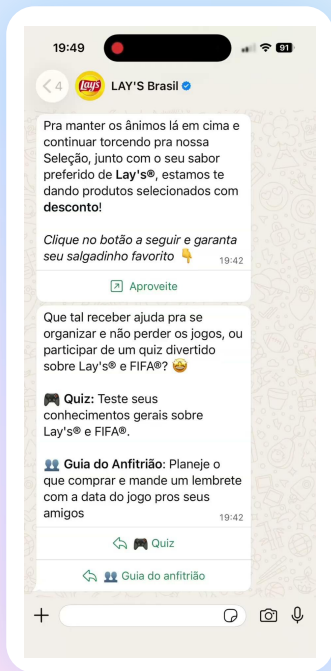 19:49
91
4
Lay's
LAY'S Brasil
Pra manter os ânimos lá em cima e
continuar torcendo pra nossa
Seleção, junto com o seu sabor
preferido de Lay's®, estamos te
dando produtos selecionados com
desconto!
Clique no botão a seguir e garanta
seu salgadinho favorito 👇
19:42
Aproveite
Que tal receber ajuda pra se
organizar e não perder os jogos, ou
participar de um quiz divertido
sobre Lay's® e FIFA®? 🤩
🎮 Quiz: Teste seus
conhecimentos gerais sobre
Lay's® e FIFA®.
👥 Guia do Anfitrião: Planeje o
que comprar e mande um lembrete
com a data do jogo pros seus
amigos
19:42
🎮 Quiz
👥 Guia do anfitrião